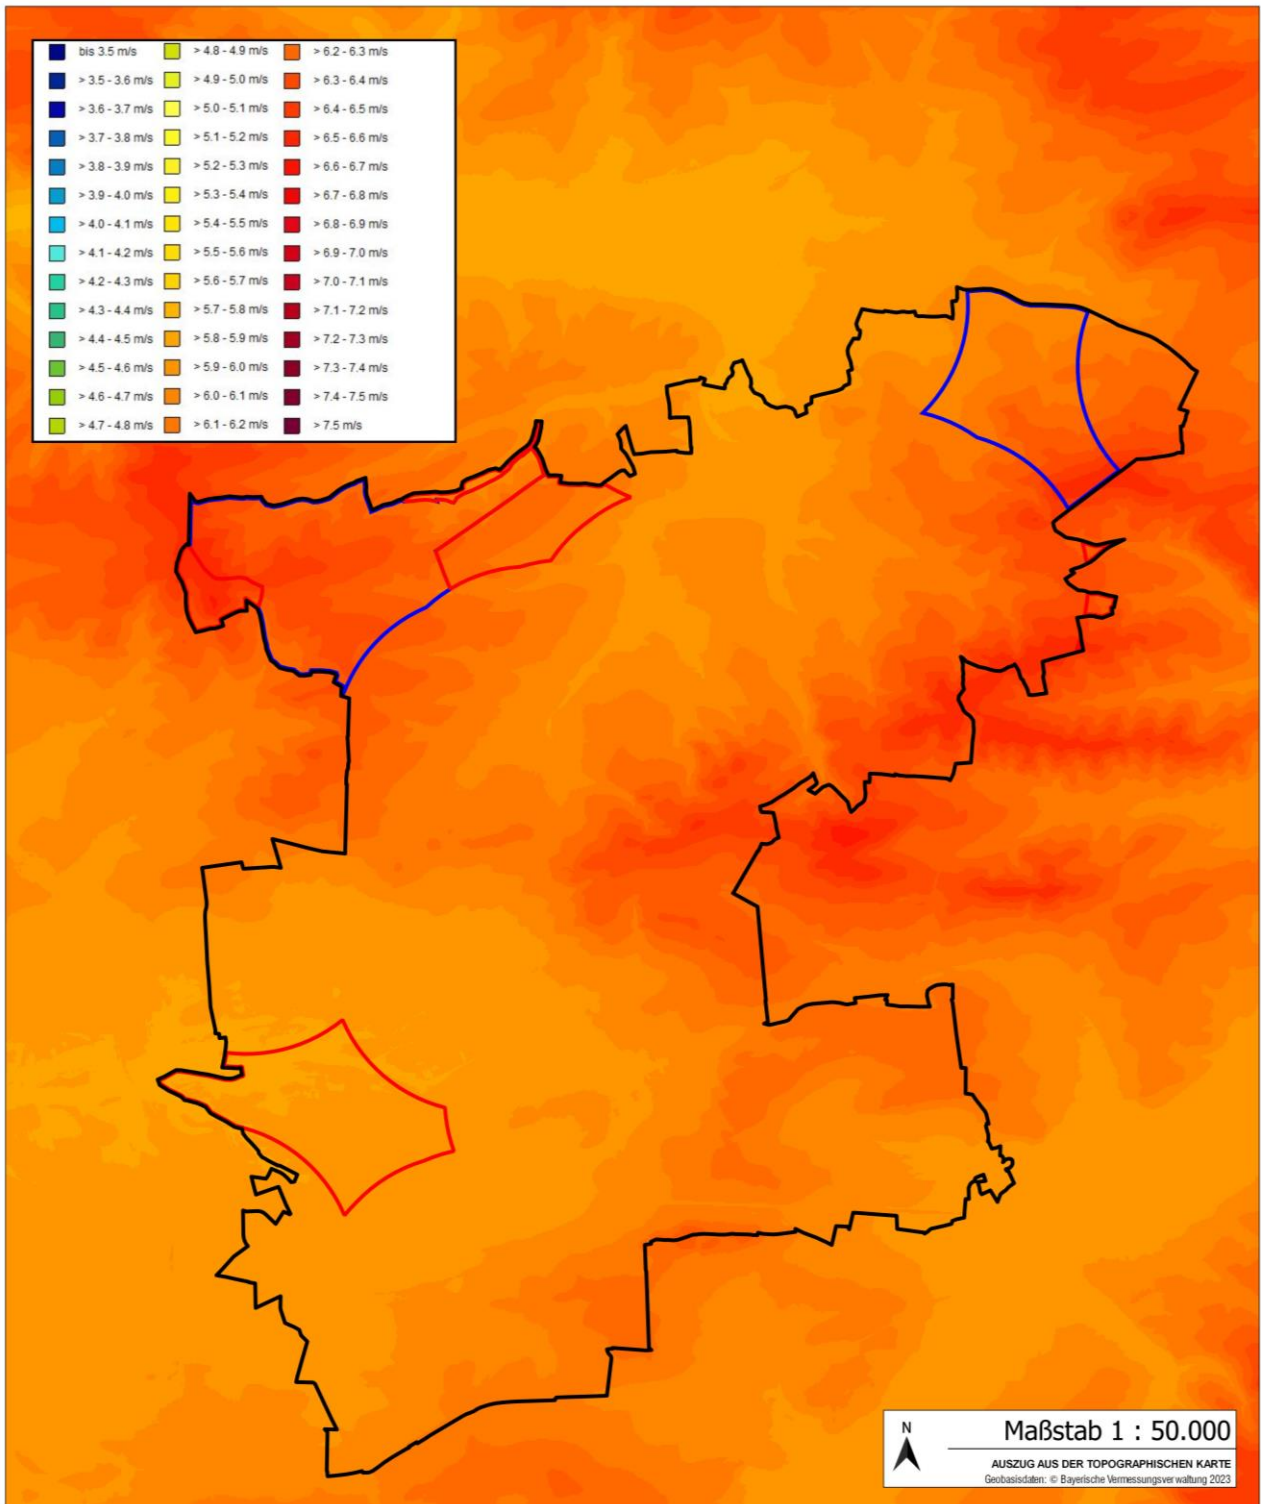 bis 3.5 m/s
> 3.5 - 3.6 m/s
> 3.6 - 3.7 m/s
> 3.7 - 3.8 m/s
> 3.8 - 3.9 m/s
> 3.9 - 4.0 m/s
> 4.0 - 4.1 m/s
> 4.1 - 4.2 m/s
> 4.2 - 4.3 m/s
> 4.3 - 4.4 m/s
> 4.4 - 4.5 m/s
> 4.5 - 4.6 m/s
> 4.6 - 4.7 m/s
> 4.7 - 4.8 m/s
> 4.8 - 4.9 m/s
> 4.9 - 5.0 m/s
> 5.0 - 5.1 m/s
> 5.1 - 5.2 m/s
> 5.2 - 5.3 m/s
> 5.3 - 5.4 m/s
> 5.4 - 5.5 m/s
> 5.5 - 5.6 m/s
> 5.6 - 5.7 m/s
> 5.7 - 5.8 m/s
> 5.8 - 5.9 m/s
> 5.9 - 6.0 m/s
> 6.0 - 6.1 m/s
> 6.1 - 6.2 m/s
> 6.2 - 6.3 m/s
> 6.3 - 6.4 m/s
> 6.4 - 6.5 m/s
> 6.5 - 6.6 m/s
> 6.6 - 6.7 m/s
> 6.7 - 6.8 m/s
> 6.8 - 6.9 m/s
> 6.9 - 7.0 m/s
> 7.0 - 7.1 m/s
> 7.1 - 7.2 m/s
> 7.2 - 7.3 m/s
> 7.3 - 7.4 m/s
> 7.4 - 7.5 m/s
> 7.5 m/s
N
Maßstab 1 : 50.000
AUSZUG AUS DER TOPOGRAPHISCHEN KARTE
Geobasisdaten: © Bayerische Vermessungsverwaltung 2023